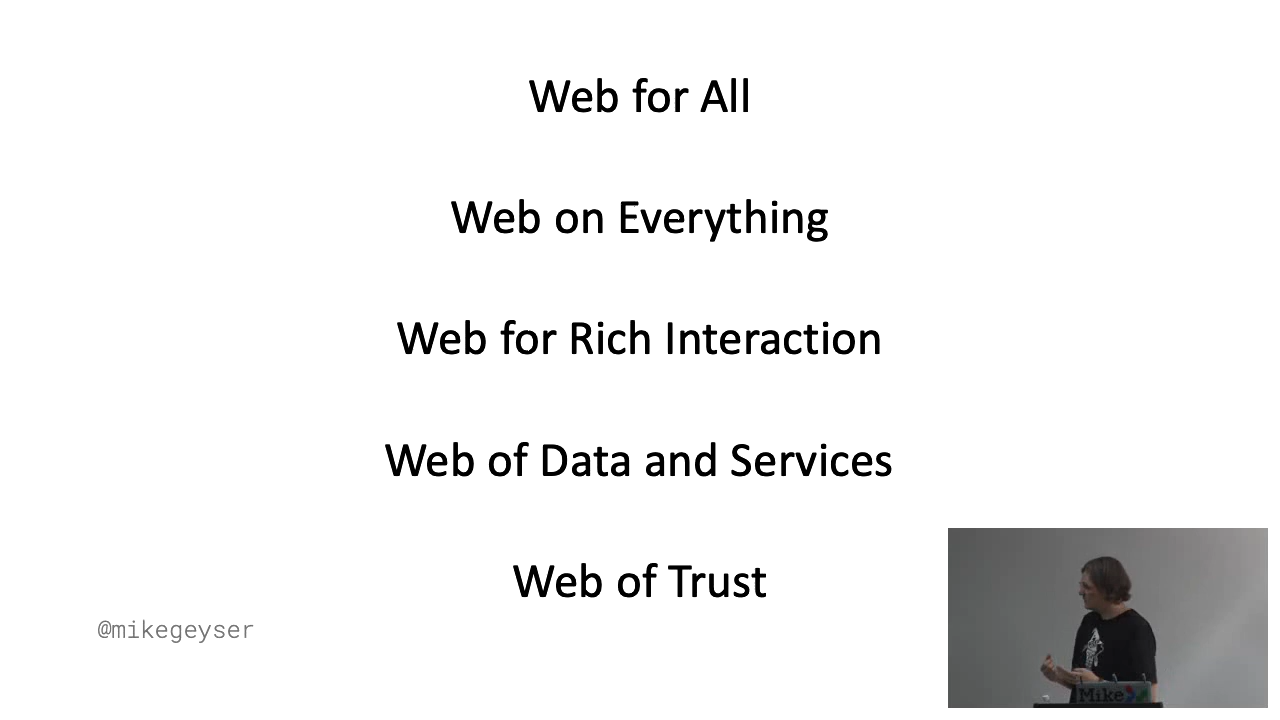 Web for All
Web on Everything
Web for Rich Interaction
Web of Data and Services
Web of Trust
@mikegeyser
Mike